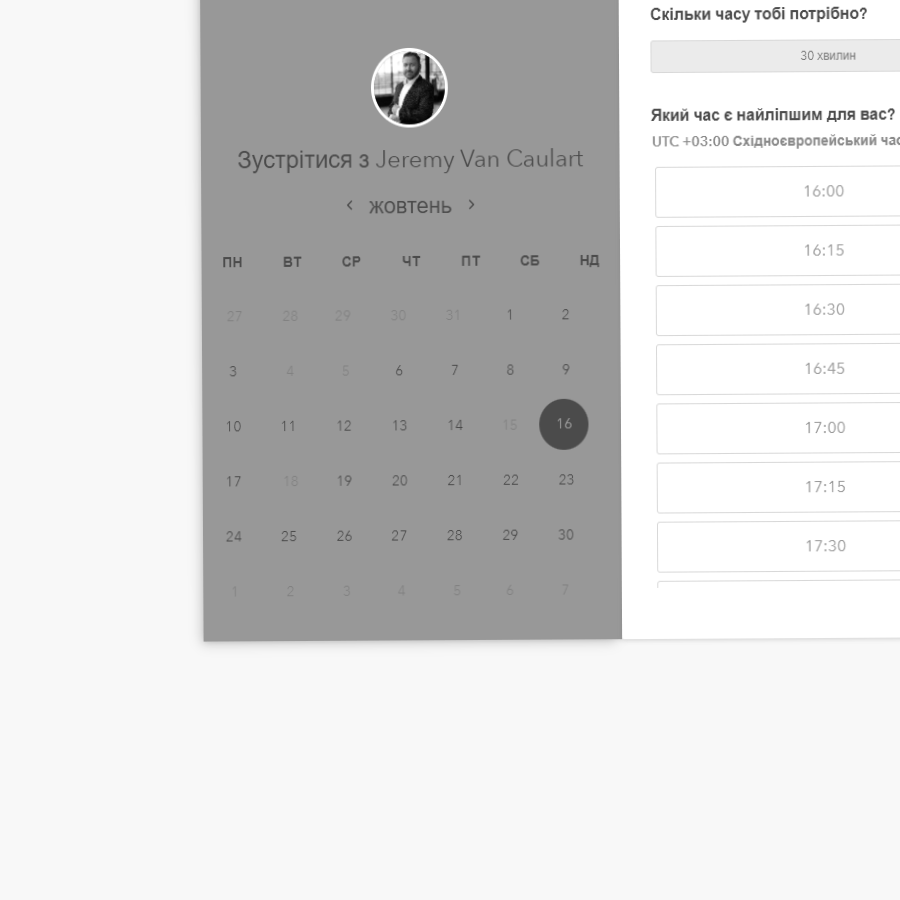 Зустрітися з Jeremy Van Caulart
жовтень
ПН ВТ СР ЧТ ПТ СБ НД
27 28 29 30 31 1 2
3 4 5 6 7 8 9
10 11 12 13 14 15 16
17 18 19 20 21 22 23
24 25 26 27 28 29 30
1 2 3 4 5 6 7
Скільки часу тобі потрібно?
30 хвилин
Який час є найліпшим для вас?
UTC +03:00 Східноєвропейський час
16:00
16:15
16:30
16:45
17:00
17:15
17:30